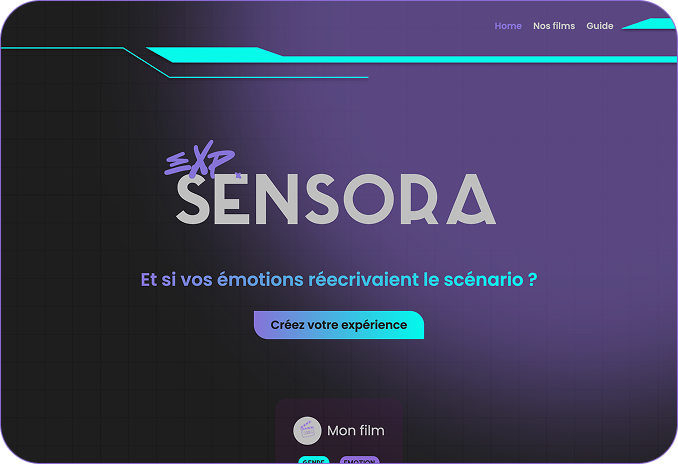 Home Nos films Guide
EXP.
SENSORA
Et si vos émotions réecrivaient le scénario ?
Créez votre expérience
Mon film
GENRE EMOTION